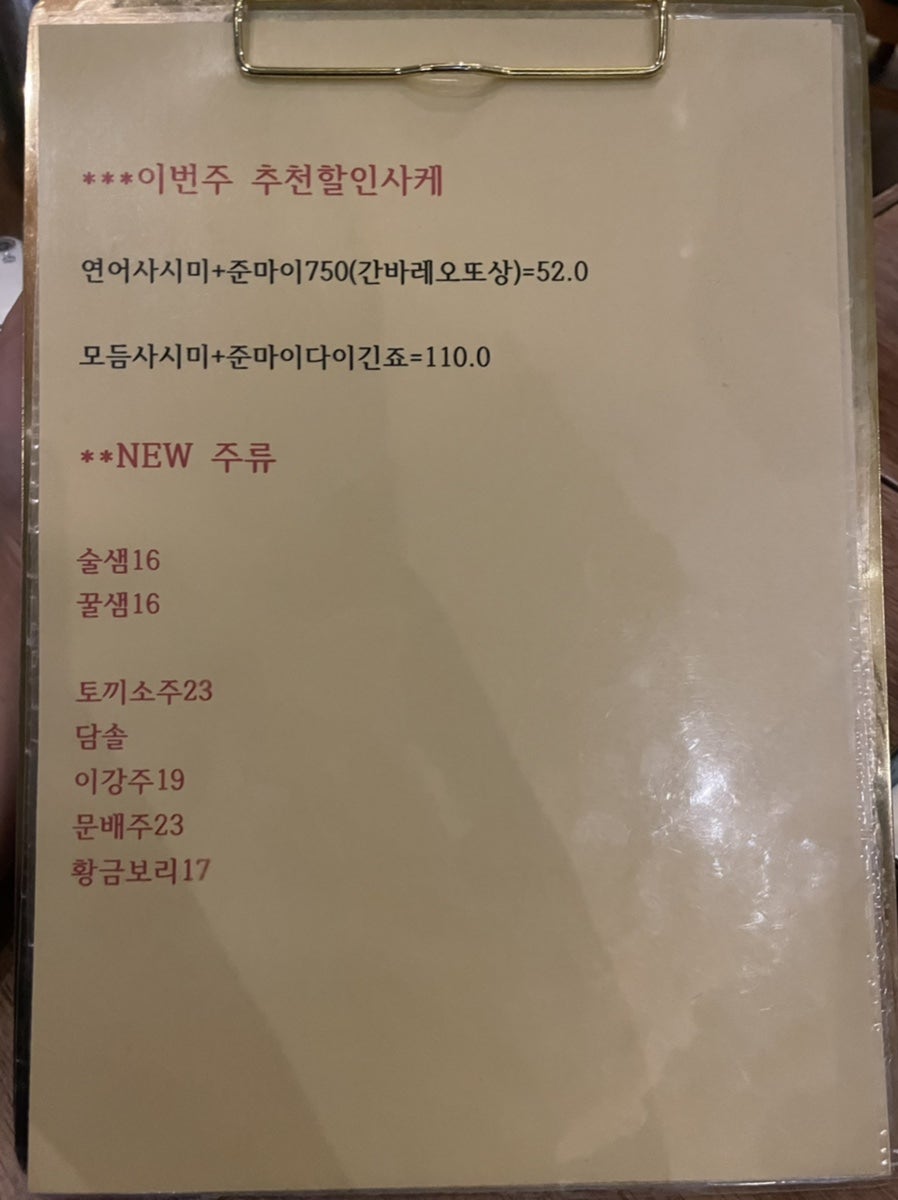 ***이번주 추천할인사케
연어사시미+준마이750(간바레오또상)=52.0
모듬사시미+준마이다이긴죠=110.0
**NEW 주류
술샘16
꿀샘16
토끼소주23
담솔
이강주19
문배주23
황금보리17